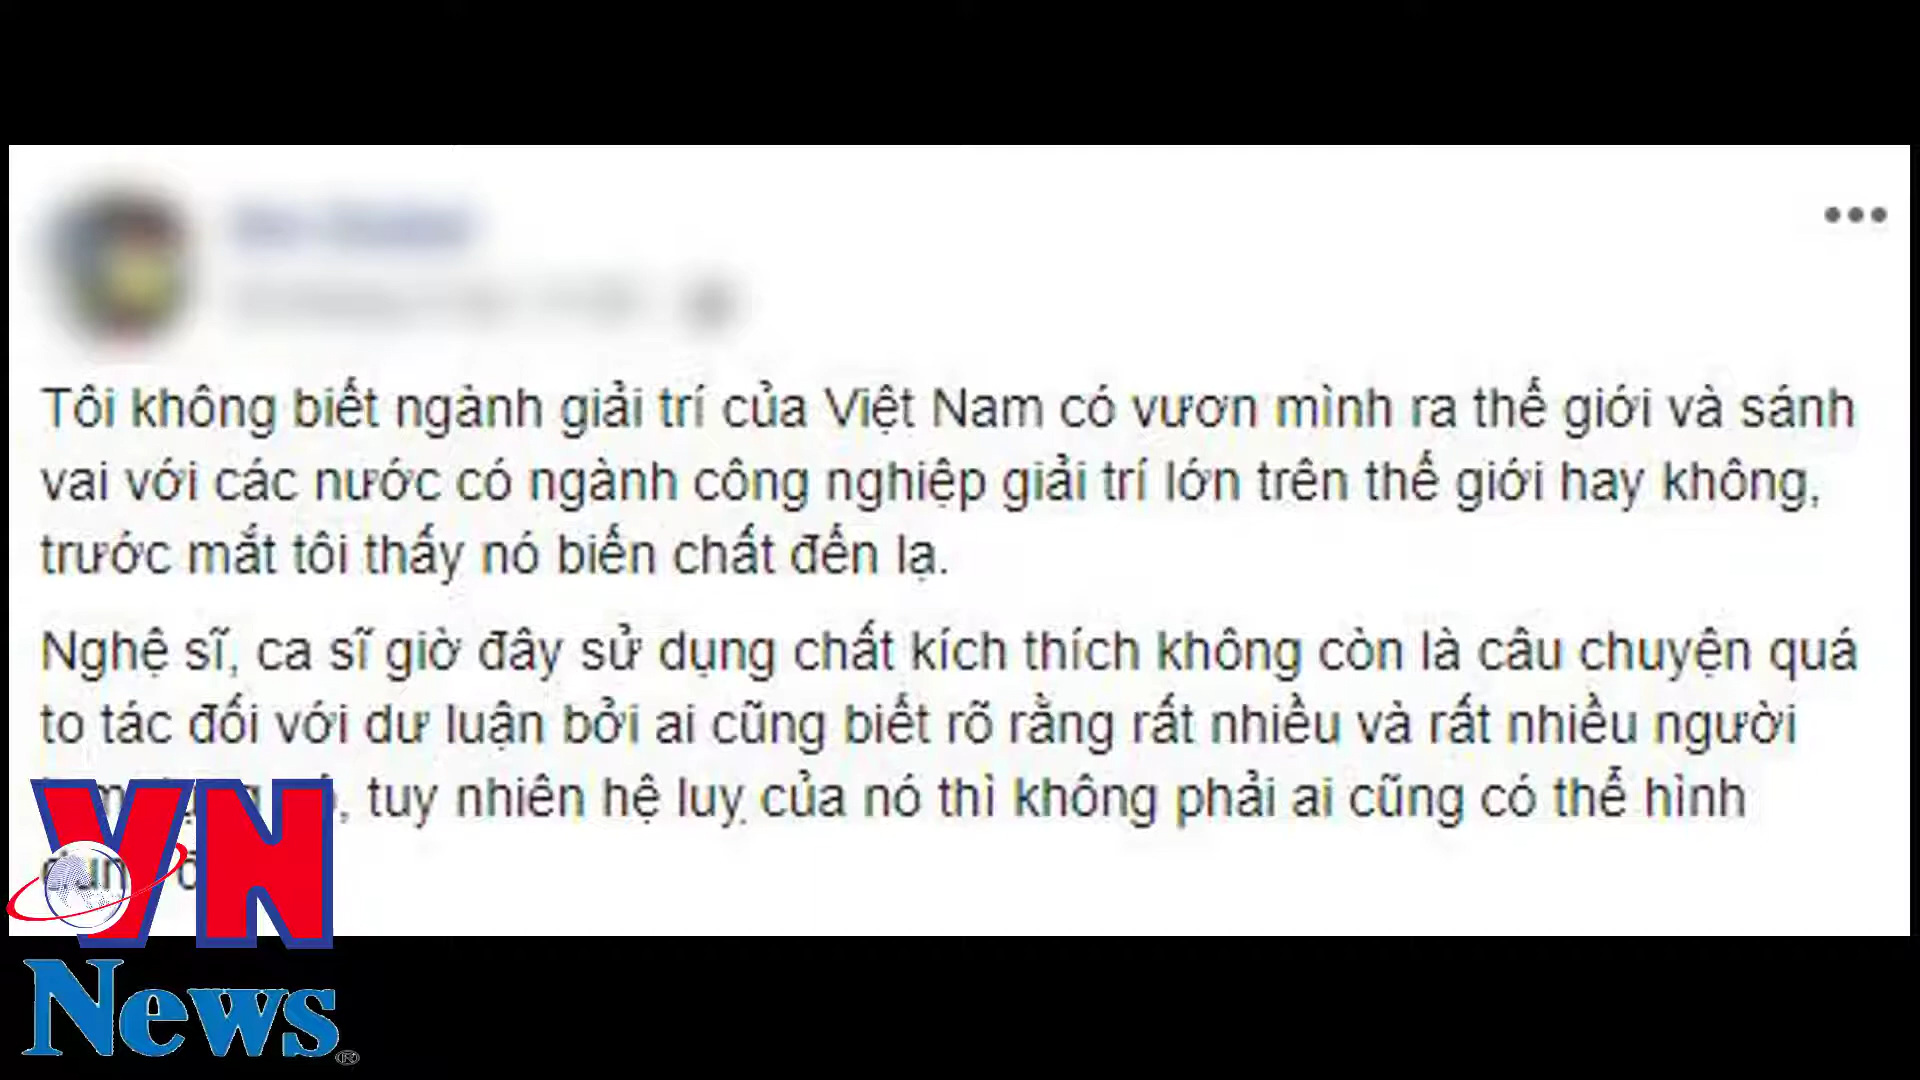 Tôi không biết ngành giải trí của Việt Nam có vươn mình ra thế giới và sánh
vai với các nước có ngành công nghiệp giải trí lớn trên thế giới hay không,
trước mắt tôi thấy nó biến chất đến lạ.
Nghệ sĩ, ca sĩ giờ đây sử dụng chất kích thích không còn là câu chuyện quá
to tác đối với dư luận bởi ai cũng biết rõ rằng rất nhiều và rất nhiều người
, tuy nhiên hệ luỵ của nó thì không phải ai cũng có thể hình
VN
News
®